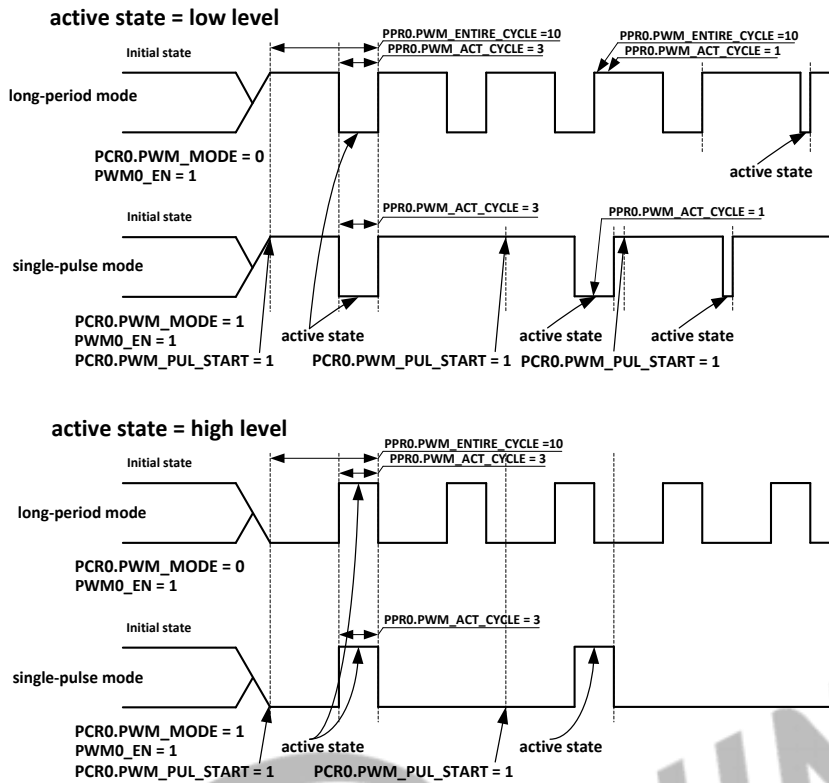 active state = low level
Initial state
PPR0.PWM_ENTIRE_CYCLE =10
PPR0.PWM_ACT_CYCLE = 3
PPR0.PWM_ENTIRE_CYCLE =10
PPR0.PWM_ACT_CYCLE = 1
long-period mode
PCR0.PWM_MODE = 0
PWM0_EN = 1
active state
Initial state
PPR0.PWM_ACT_CYCLE = 3
PPR0.PWM_ACT_CYCLE = 1
single-pulse mode
PCR0.PWM_MODE = 1
PWM0_EN = 1
PCR0.PWM_PUL_START = 1
active state
active state
active state
PCR0.PWM_PUL_START = 1
PCR0.PWM_PUL_START = 1
active state = high level
Initial state
PPR0.PWM_ENTIRE_CYCLE =10
PPR0.PWM_ACT_CYCLE = 3
long-period mode
PCR0.PWM_MODE = 0
PWM0_EN = 1
Initial state
PPR0.PWM_ACT_CYCLE = 3
single-pulse mode
PCR0.PWM_MODE = 1
PWM0_EN = 1
PCR0.PWM_PUL_START = 1
active state
active state
PCR0.PWM_PUL_START = 1